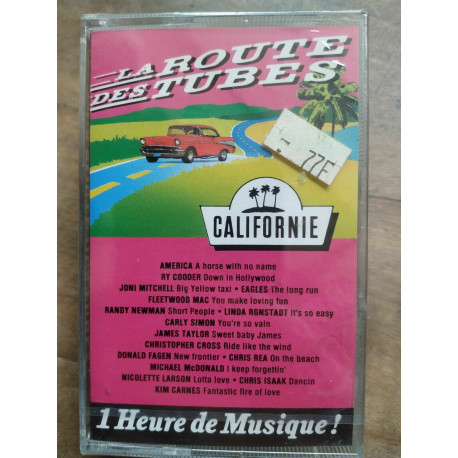 LA ROUTE
DES TUBES
77F
CALIFORNIE
AMERICA A horse with no name
RY COODER Down in Hollywood
JONI MITCHELL Big Yellow taxi • EAGLES The long run
FLEETWOOD MAC You make loving fun
RANDY NEWMAN Short People • LINDA RONSTADT It's so easy
CARLY SIMON You're so vain
JAMES TAYLOR Sweet baby James
CHRISTOPHER CROSS Ride like the wind
DONALD FAGEN New frontier • CHRIS REA On the beach
MICHAEL McDONALD I keep forgettin'
NICOLETTE LARSON Lotta love • CHRIS ISAAK Dancin
KIM CARNES Fantastic fire of love
1 Heure de Musique !